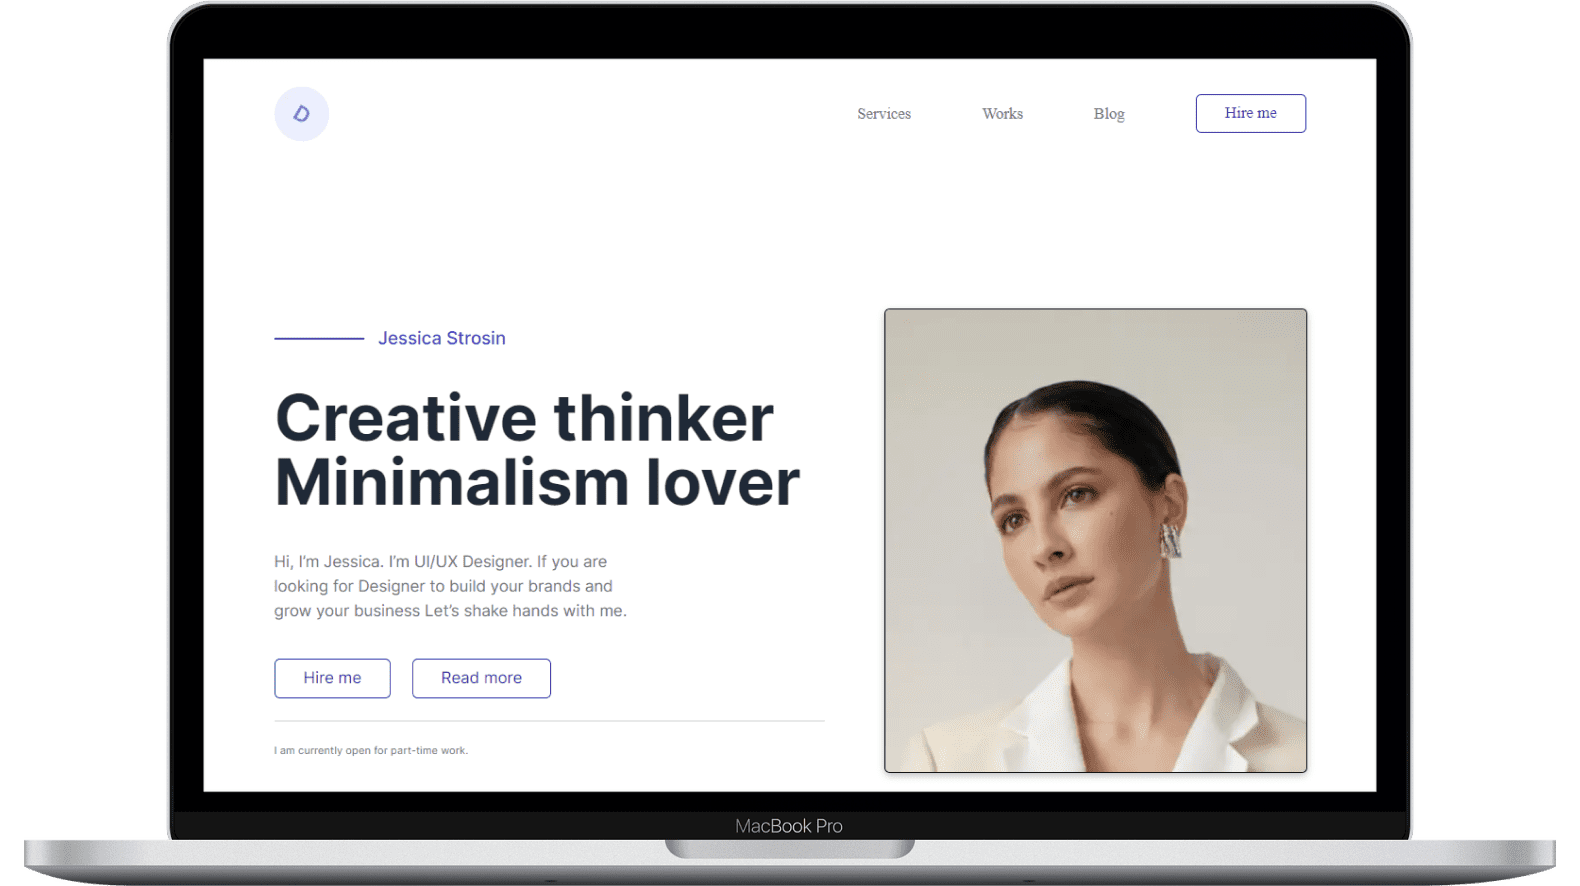 D
Services
Works
Blog
Hire me
Jessica Strosin
Creative thinker
Minimalism lover
Hi, I’m Jessica. I’m UI/UX Designer. If you are
looking for Designer to build your brands and
grow your business Let’s shake hands with me.
Hire me
Read more
I am currently open for part-time work.
MacBook Pro